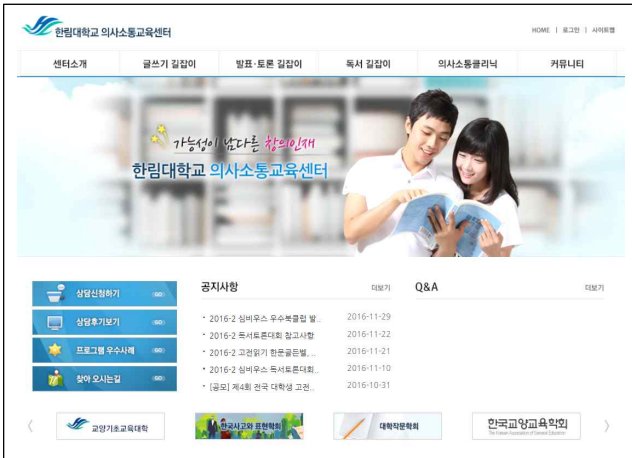 한림대학교 의사소통교육센터
HOME | 로그인 | 사이트맵
센터소개 글쓰기 길잡이 발표·토론 길잡이 독서 길잡이 의사소통클리닉 커뮤니티
가능성이 남다른 창의인재
한림대학교 의사소통교육센터
상담신청하기 GO
상담후기보기 GO
프로그램 우수사례 GO
찾아 오시는길 GO
공지사항 더보기
· 2016-2 심비우스 우수북클럽 발.. 2016-11-29
· 2016-2 독서토론대회 참고사항 2016-11-22
· 2016-2 고전읽기 한문골든벨, ... 2016-11-21
· 2016-2 심비우스 독서토론대회.. 2016-11-10
· [공모] 제4회 전국 대학생 고전.. 2016-10-31
Q&A 더보기
교양기초교육대학
한국사고와 표현학회
대학작문학회
한국교양교육학회
The Korean Association of General Education